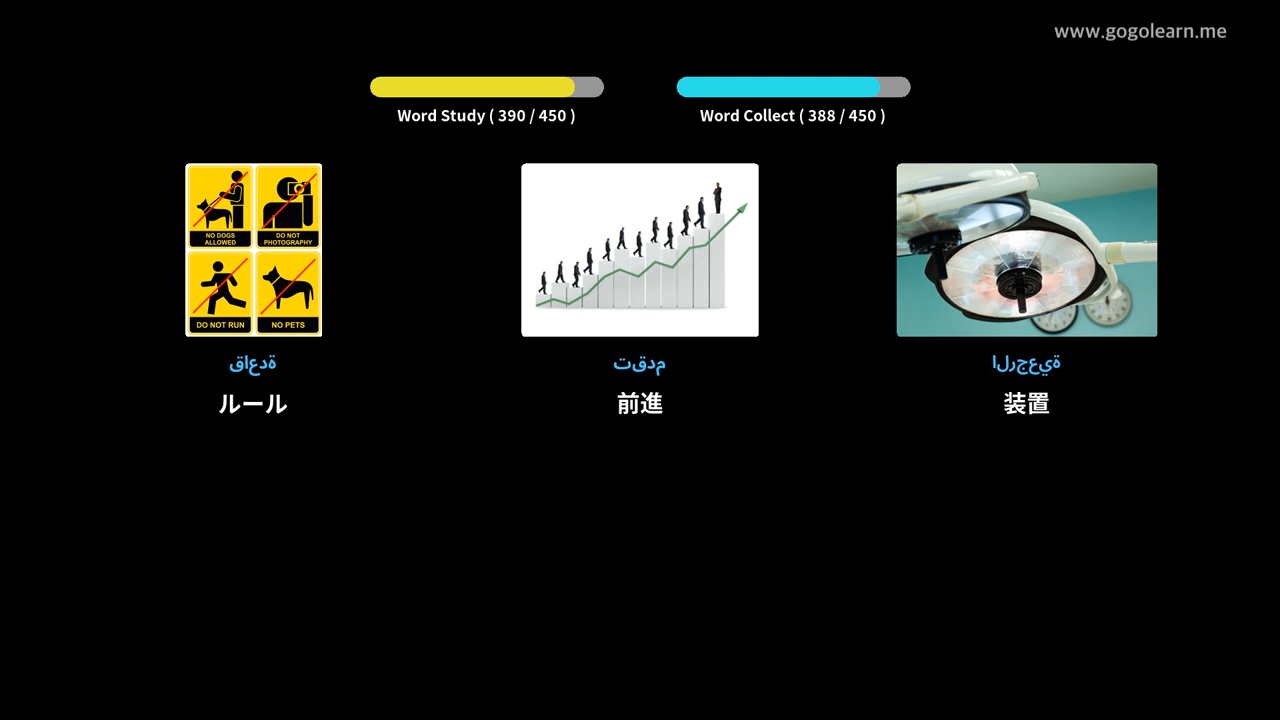 www.gogolearn.me
Word Study ( 390 / 450 )
Word Collect ( 388 / 450 )
NO DOGS
ALLOWED
DO NOT
PHOTOGRAPHY
DO NOT RUN
NO PETS
قاعدة
تقدم
الرجعية
ルール
前進
装置